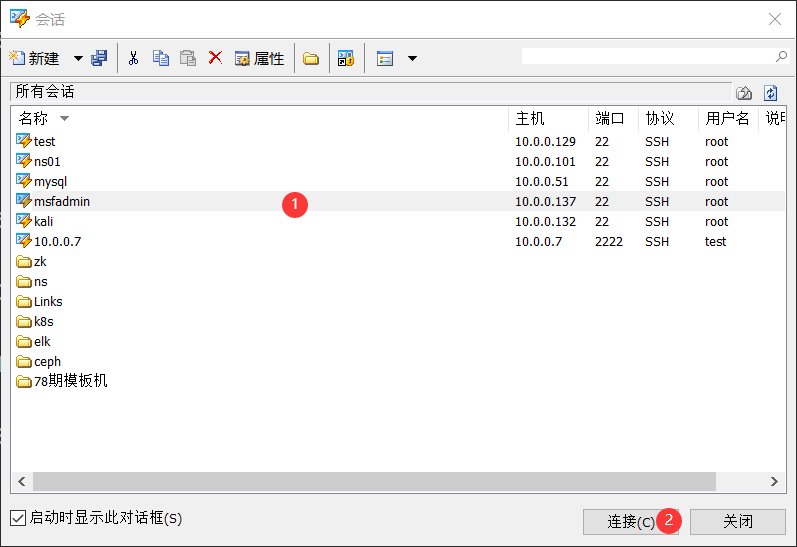 会话
新建 属性
所有会话
名称 主机 端口 协议 用户名 说
test 10.0.0.129 22 SSH root
ns01 10.0.0.101 22 SSH root
mysql 10.0.0.51 22 SSH root
msfadmin 1 10.0.0.137 22 SSH root
kali 10.0.0.132 22 SSH root
10.0.0.7 10.0.0.7 2222 SSH test
zk
ns
Links
k8s
elk
ceph
78期模板机
启动时显示此对话框(S)
连接(C) 2 关闭